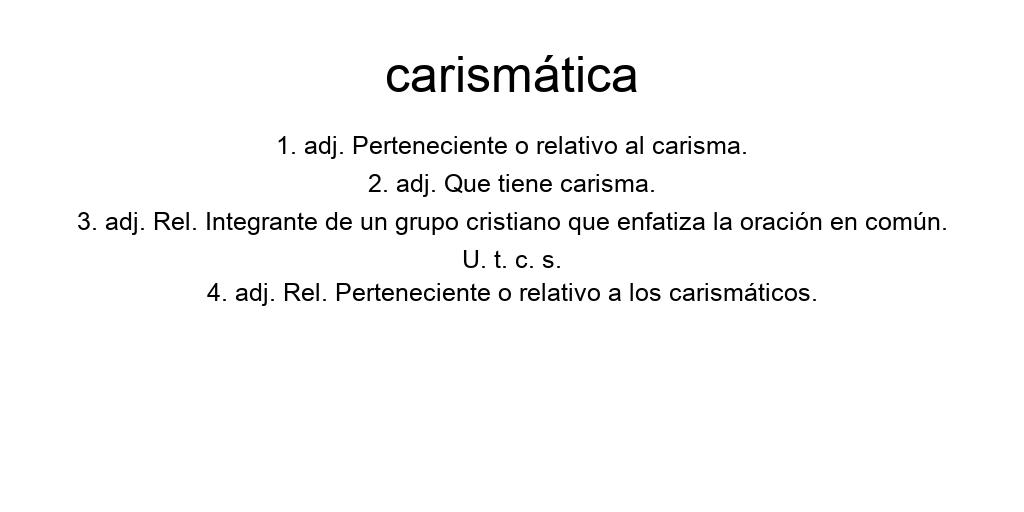 carismática
1. adj. Perteneciente o relativo al carisma.
2. adj. Que tiene carisma.
3. adj. Rel. Integrante de un grupo cristiano que enfatiza la oración en común.
U. t. c. s.
4. adj. Rel. Perteneciente o relativo a los carismáticos.